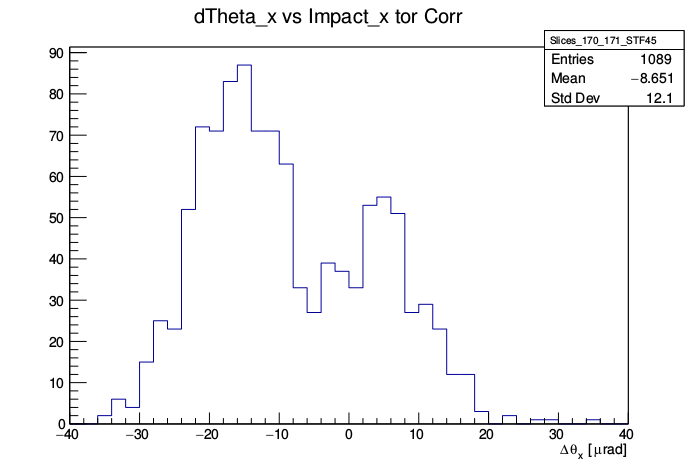 dTheta_x vs Impact_x tor Corr
Slices_170_171_STF45
Entries 1089
Mean −8.651
Std Dev 12.1
90
80
70
60
50
40
30
20
10
0
−40 −30 −20 −10 0 10 20 30 40
Δθx [μrad]